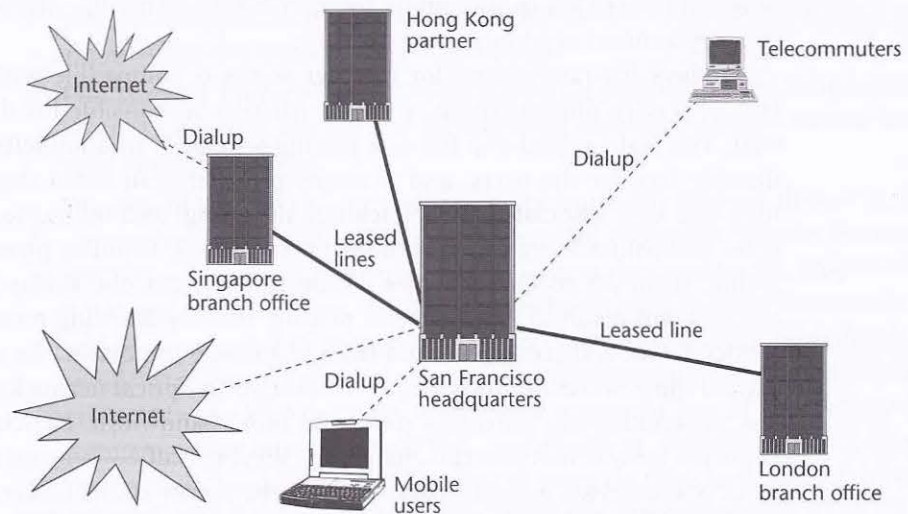 Hong Kong
partner
Telecommuters
Internet
Dialup
Dialup
Leased
lines
Singapore
branch office
Leased line
Internet
Dialup
San Francisco
headquarters
Mobile
users
London
branch office